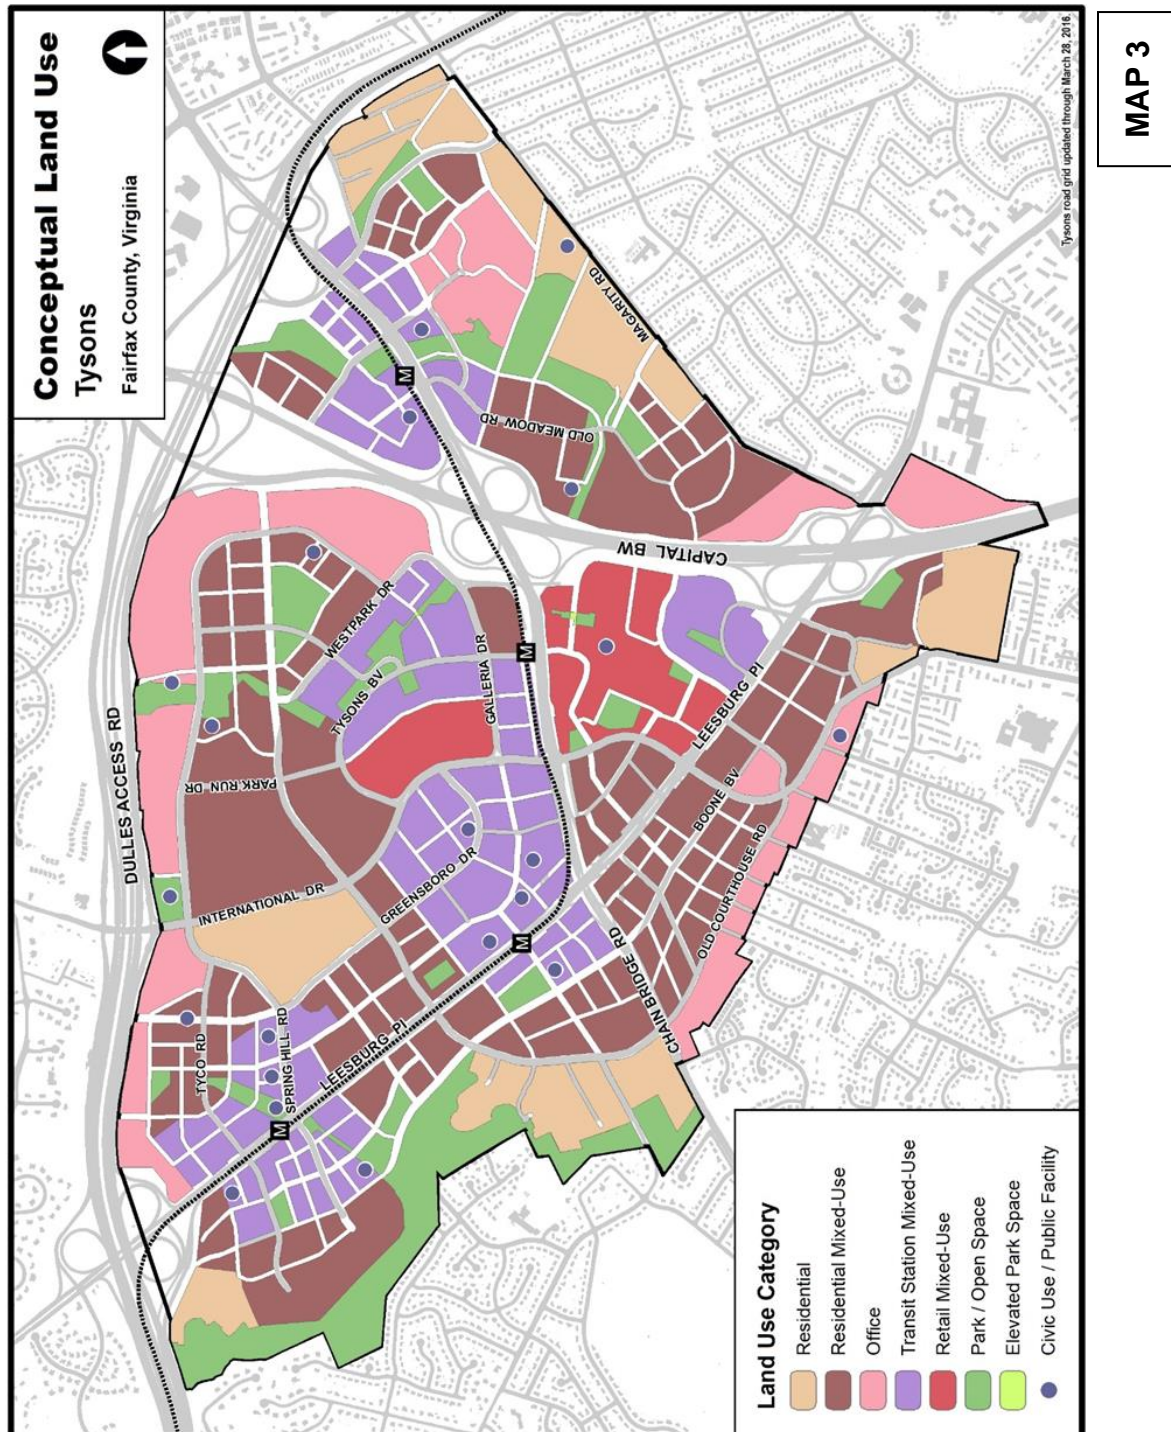 MAP 3
Conceptual Land Use
Tysons
Fairfax County, Virginia
Tysons road grid updated through March 28, 2016.
DULLES ACCESS RD
INTERNATIONAL DR
PARK RUN DR
WESTPARK DR
TYSONS BV
GALLERIA DR
GREENSBORO DR
TYCO RD
SPRING HILL RD
LEESBURG PI
M
M
M
M
OLD MEADOW RD
MAGARITY RD
CAPITAL BW
LEESBURG PI
BOONE BV
OLD COURTHOUSE RD
CHAIN BRIDGE RD
Land Use Category
Residential
Residential Mixed-Use
Office
Transit Station Mixed-Use
Retail Mixed-Use
Park / Open Space
Elevated Park Space
Civic Use / Public Facility